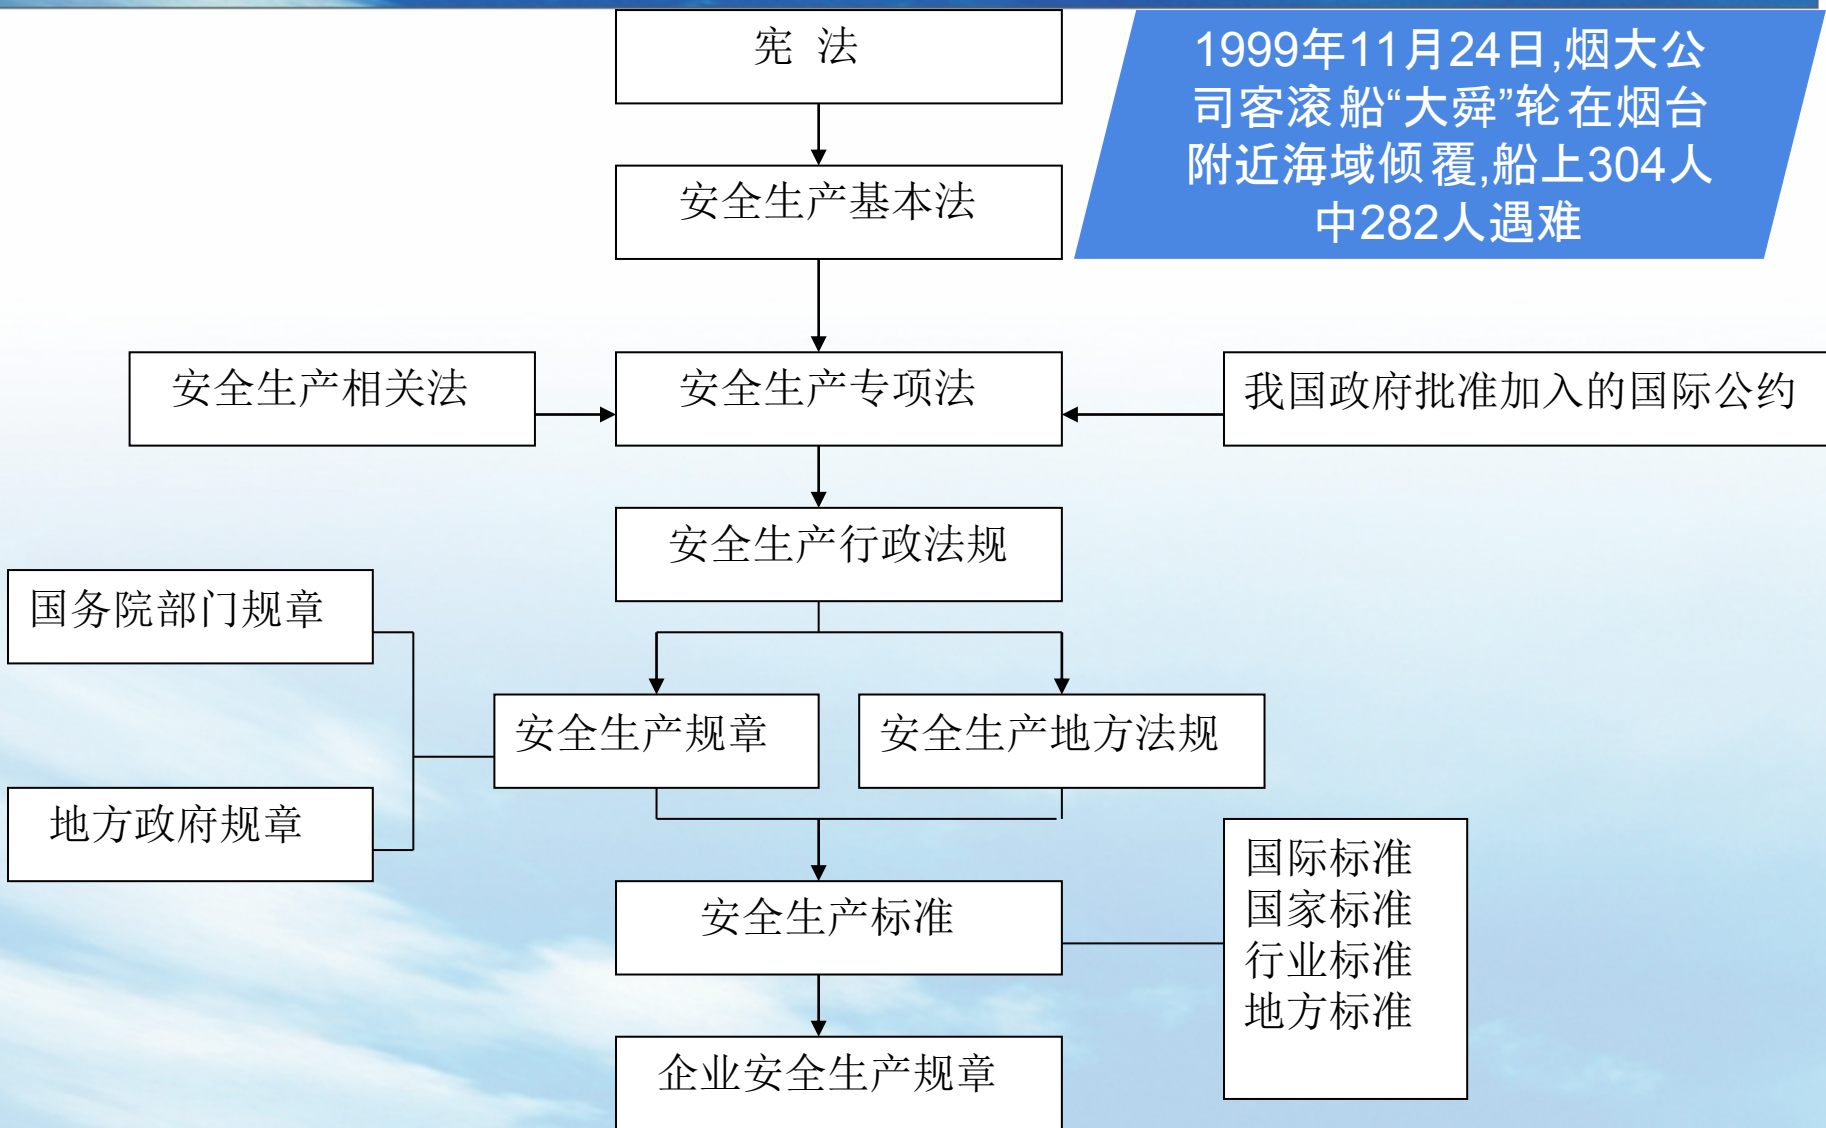 宪 法
1999年11月24日,烟大公
司客滚船“大舜”轮在烟台
附近海域倾覆,船上304人
中282人遇难
安全生产基本法
安全生产相关法
安全生产专项法
我国政府批准加入的国际公约
安全生产行政法规
国务院部门规章
安全生产规章
安全生产地方法规
地方政府规章
国际标准
国家标准
行业标准
地方标准
安全生产标准
企业安全生产规章